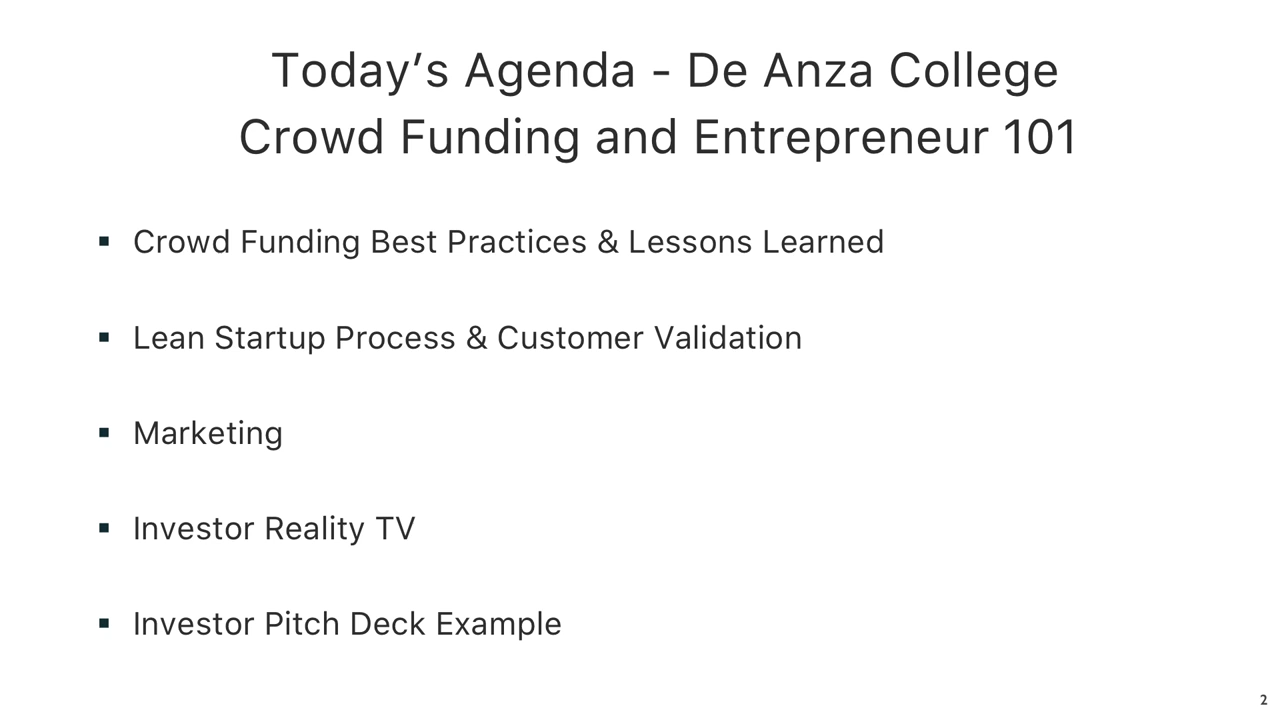 Today’s Agenda - De Anza College
Crowd Funding and Entrepreneur 101
▪ Crowd Funding Best Practices & Lessons Learned
▪ Lean Startup Process & Customer Validation
▪ Marketing
▪ Investor Reality TV
▪ Investor Pitch Deck Example
2